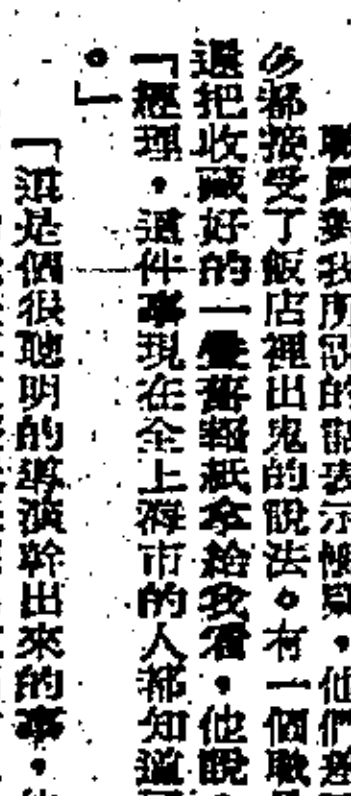 職員對我所說的話表示懷疑，他們差
仍都接受了飯店裡出鬼的說法。有一個職
還把收藏好的一疊舊報紙拿給我看，他說
「經理，這件事現在全上海市的人都知道
。」
「這是個很聰明的導演幹出來的事，